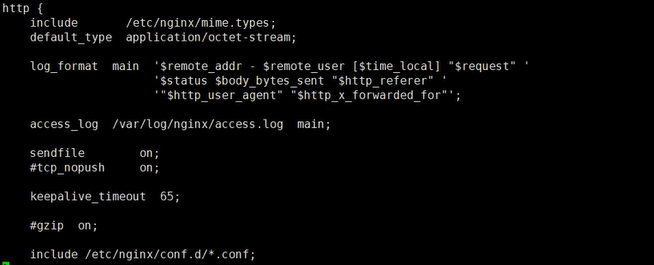 http {
    include       /etc/nginx/mime.types;
    default_type  application/octet-stream;

    log_format  main  '$remote_addr - $remote_user [$time_local] "$request" '
                      '$status $body_bytes_sent "$http_referer" '
                      '"$http_user_agent" "$http_x_forwarded_for"';

    access_log  /var/log/nginx/access.log  main;

    sendfile        on;
    #tcp_nopush     on;

    keepalive_timeout  65;

    #gzip  on;

    include /etc/nginx/conf.d/*.conf;